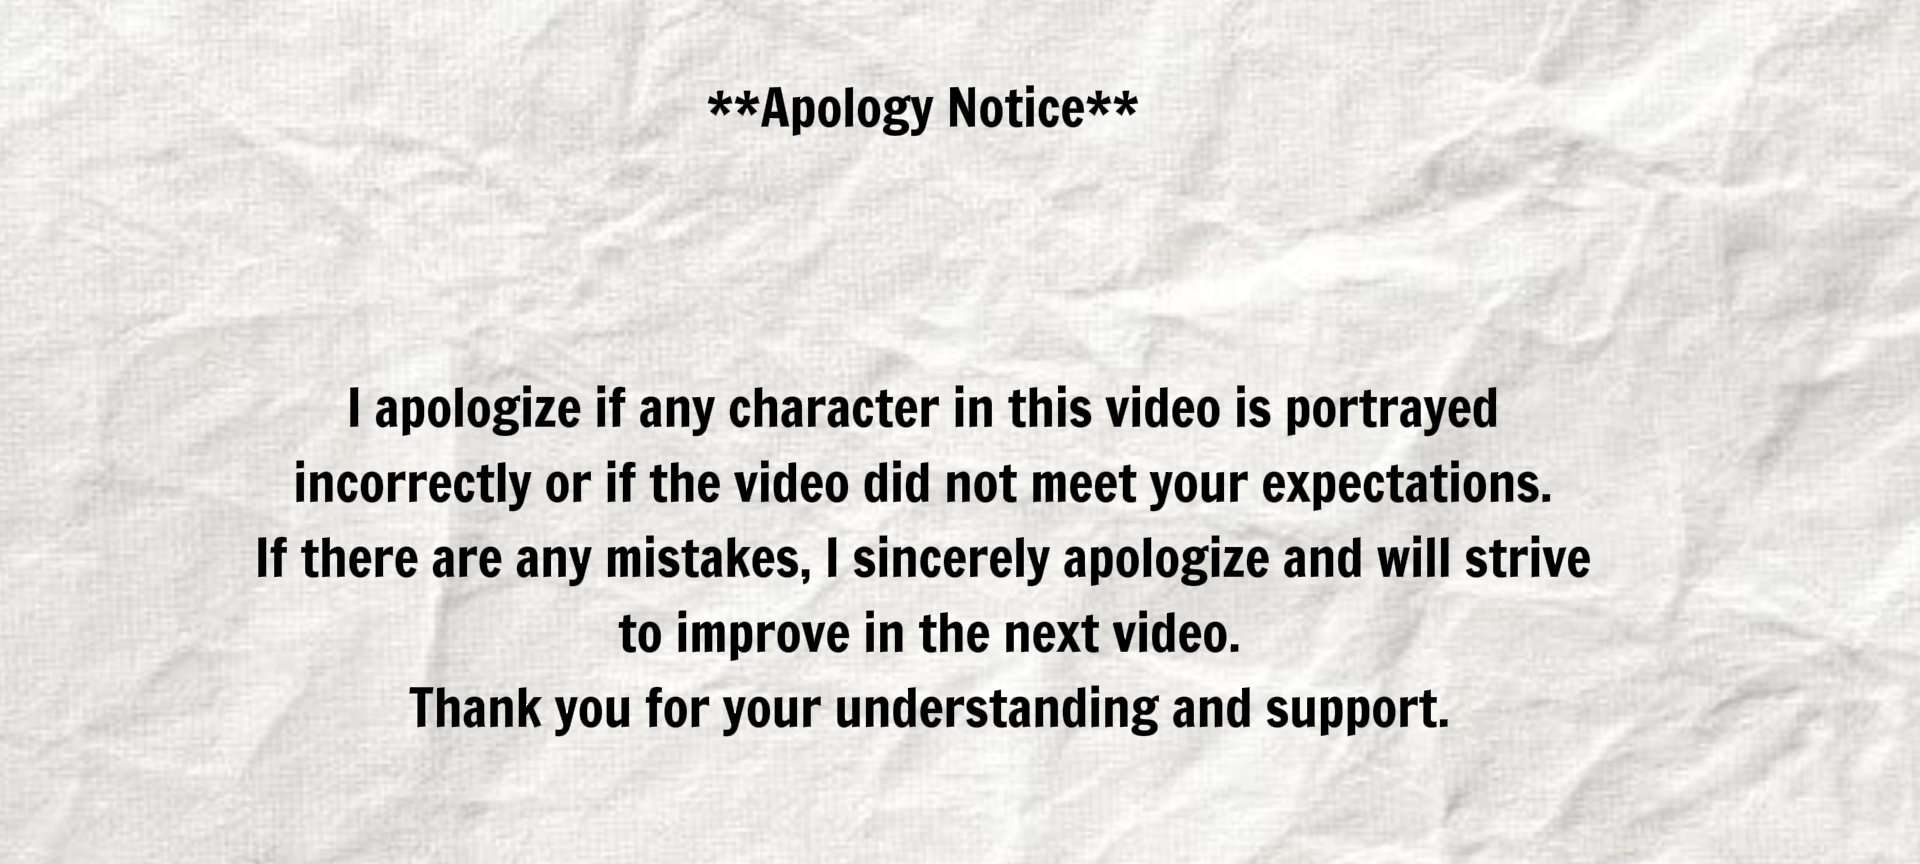 **Apology Notice**
I apologize if any character in this video is portrayed
incorrectly or if the video did not meet your expectations.
If there are any mistakes, I sincerely apologize and will strive
to improve in the next video.
Thank you for your understanding and support.